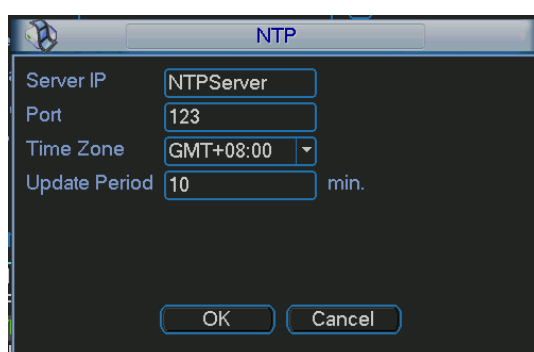 NTP
Server IP NTPServer
Port 123
Time Zone GMT+08:00
Update Period 10 min.
OK Cancel